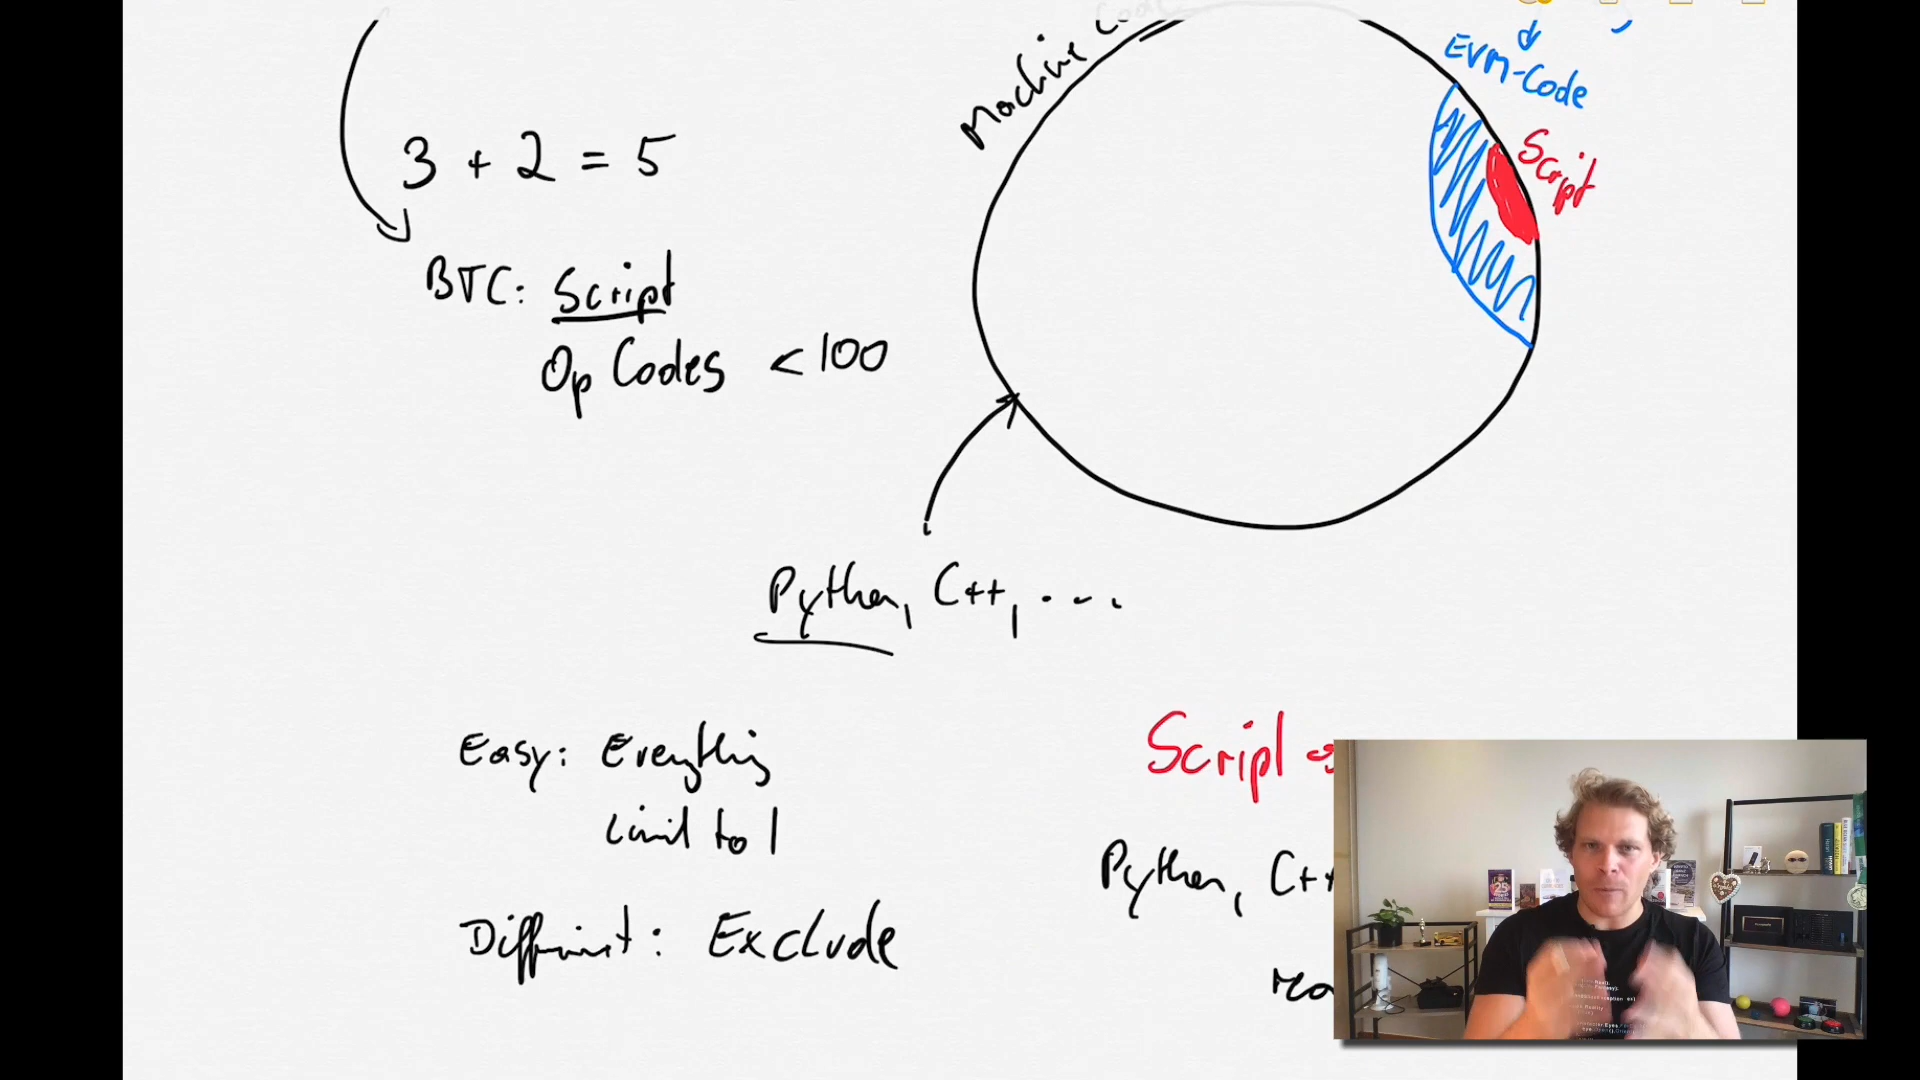 Machine
EVM-Code
Script
3 + 2 = 5
BTC: Script
Op Codes < 100
Python, C++, ....
Easy: Everything
Limit to 1
Script
Python, C++
: Exclude